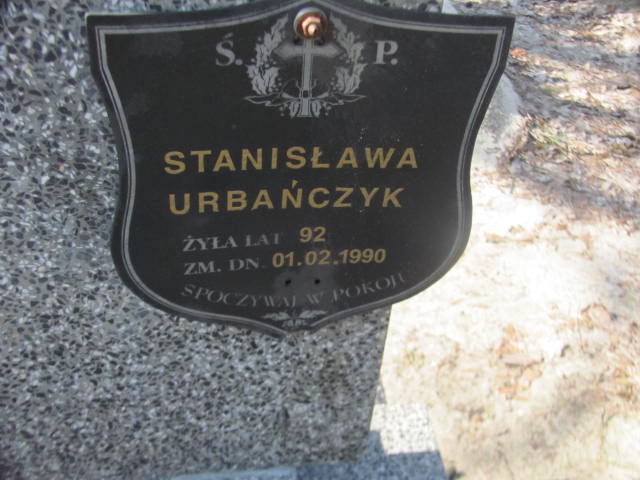 Ś. P.
STANISŁAWA
URBAŃCZYK
ŻYŁA LAT 92
ZM. DN. 01.02.1990
SPOCZYWAJ W POKOJU